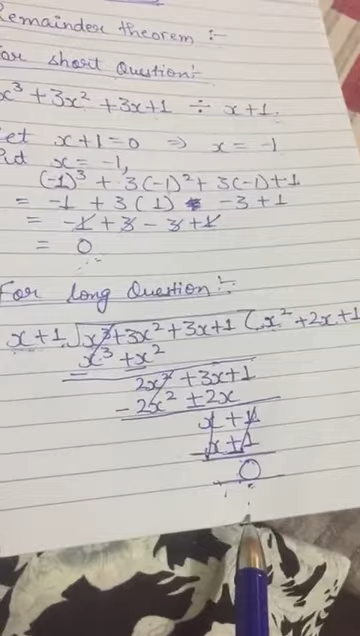 Remainder theorem :-
For short Question:-
x³ + 3x² + 3x + 1 ÷ x + 1.
Let x + 1 = 0 ⇒ x = -1
Put x = -1,
(-1)³ + 3(-1)² + 3(-1) + 1
= -1 + 3(1) - 3 + 1
= -1 + 3 - 3 + 1
= 0
For long Question :-
x + 1 ) x³ + 3x² + 3x + 1 ( x² + 2x + 1
x³ + x²
2x² + 3x + 1
- 2x² ± 2x
x + 1
x ± 1
0